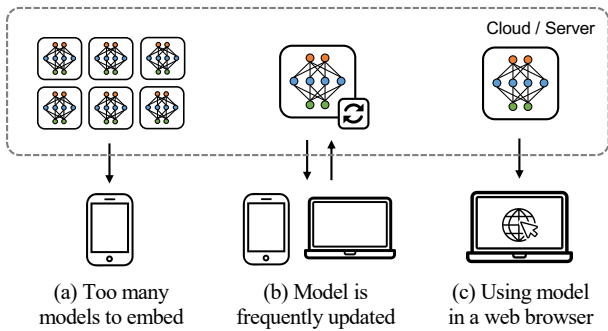 Cloud / Server
(a) Too many
models to embed
(b) Model is
frequently updated
(c) Using model
in a web browser